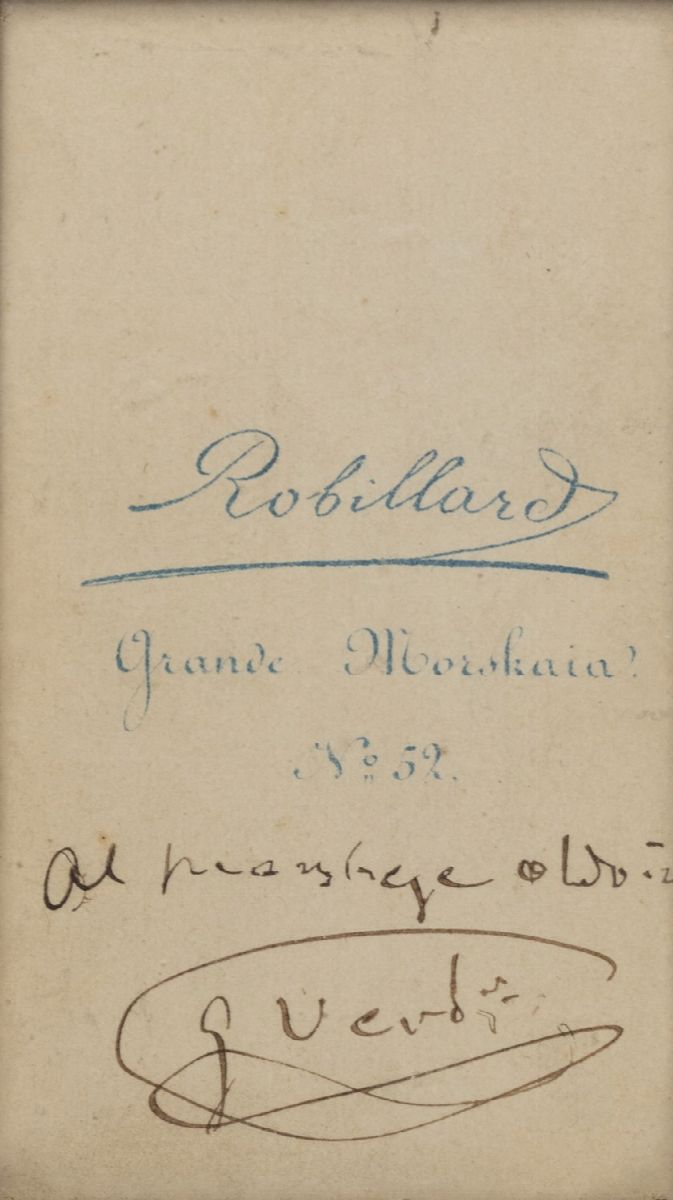 Robillard
Grande Morskaia
No 52.
Al
G Verdi